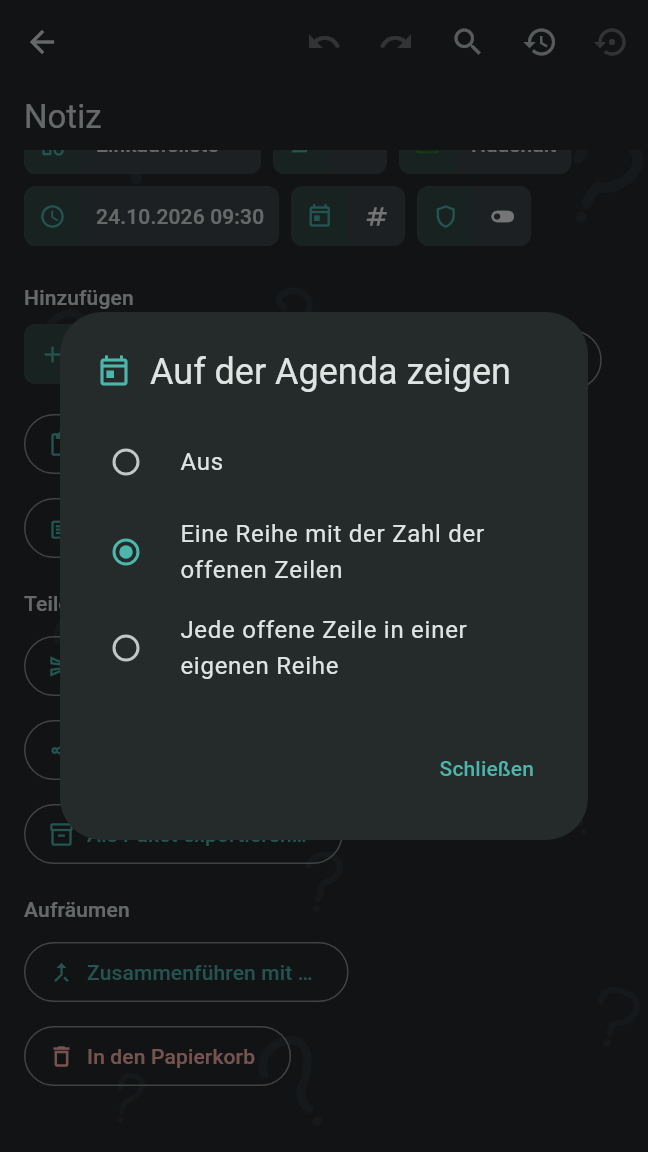 Notiz
24.10.2026 09:30
#
Hinzufügen
Auf der Agenda zeigen
Aus
Eine Reihe mit der Zahl der
offenen Zeilen
Jede offene Zeile in einer
eigenen Reihe
Schließen
Aufräumen
Zusammenführen mit ...
In den Papierkorb